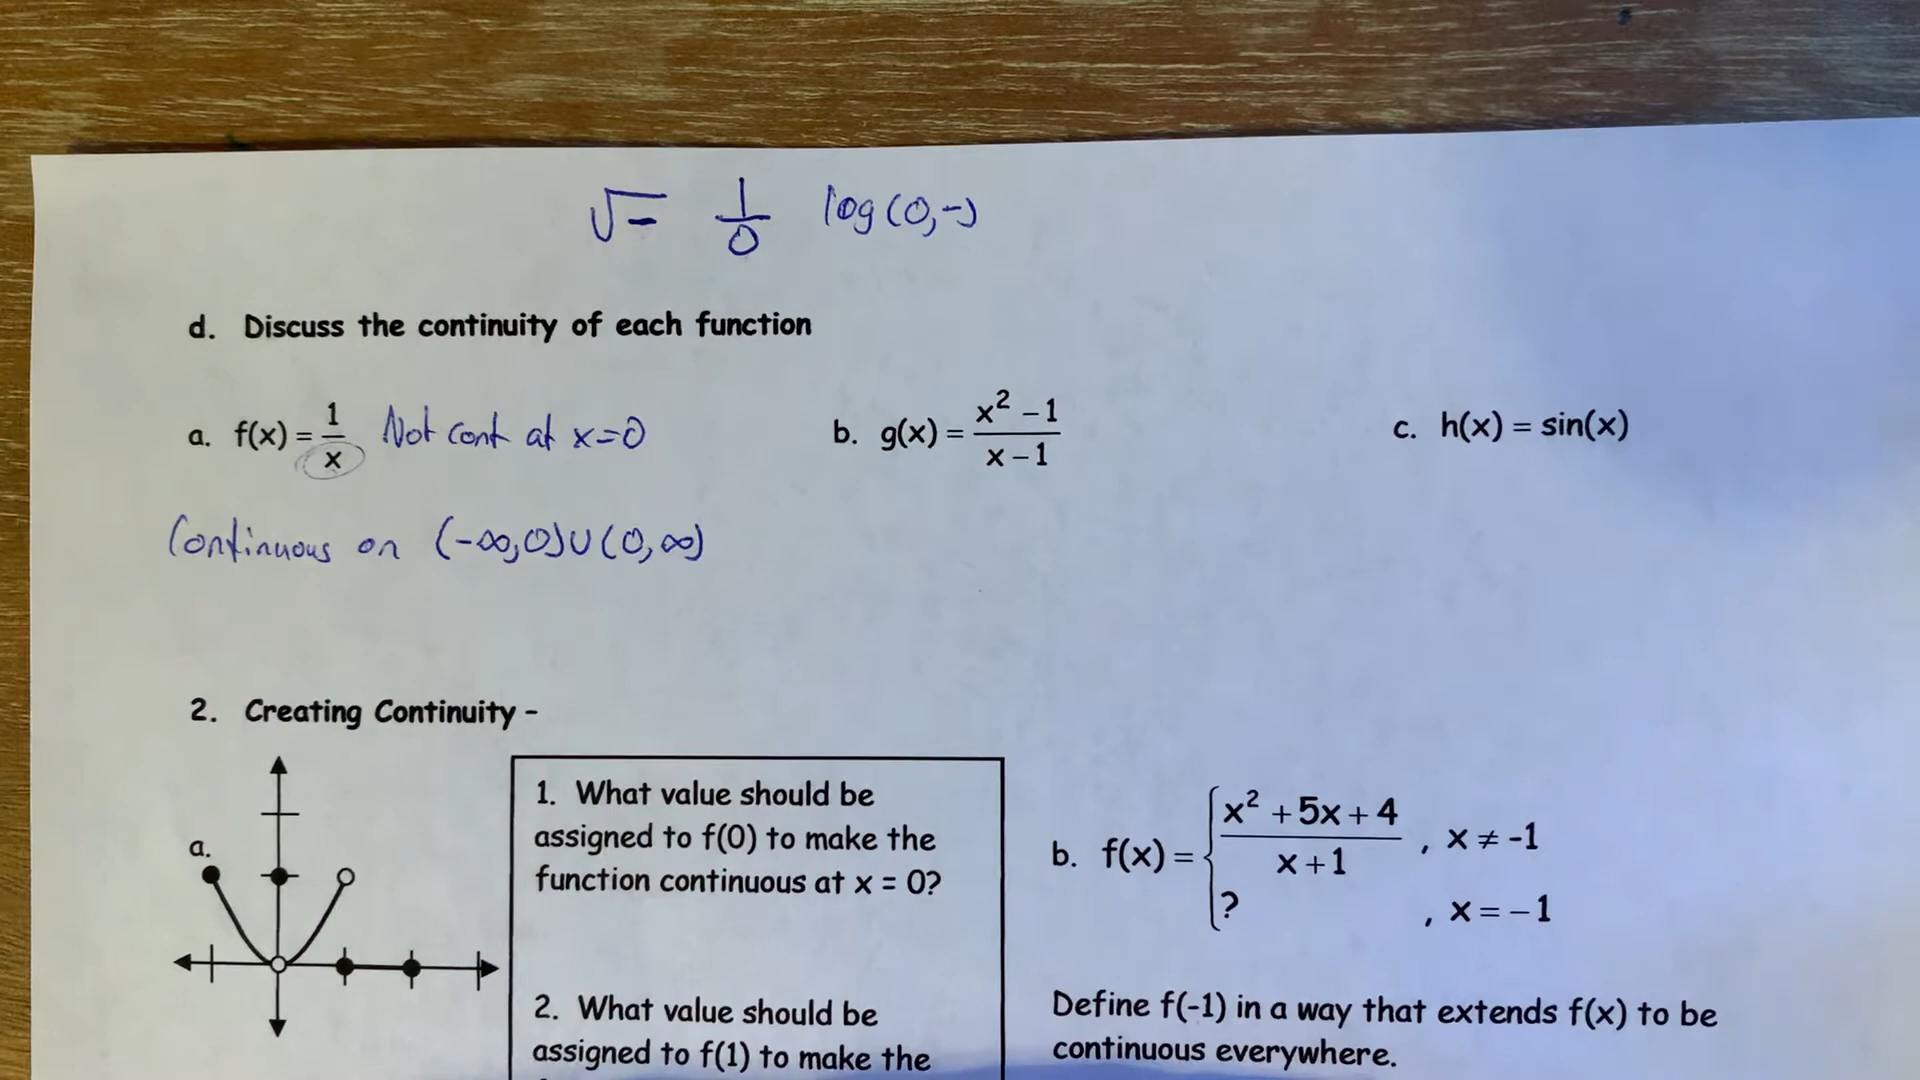 √- 1/0 log(0,-)
d. Discuss the continuity of each function
a. f(x) = 1/x Not cont at x=0
b. g(x) = (x² - 1)/(x - 1)
c. h(x) = sin(x)
Continuous on (-∞,0)∪(0,∞)
2. Creating Continuity -
a.
1. What value should be
assigned to f(0) to make the
function continuous at x = 0?
2. What value should be
assigned to f(1) to make the
b. f(x) = { (x² + 5x + 4)/(x + 1) , x ≠ -1
? , x = -1
Define f(-1) in a way that extends f(x) to be
continuous everywhere.